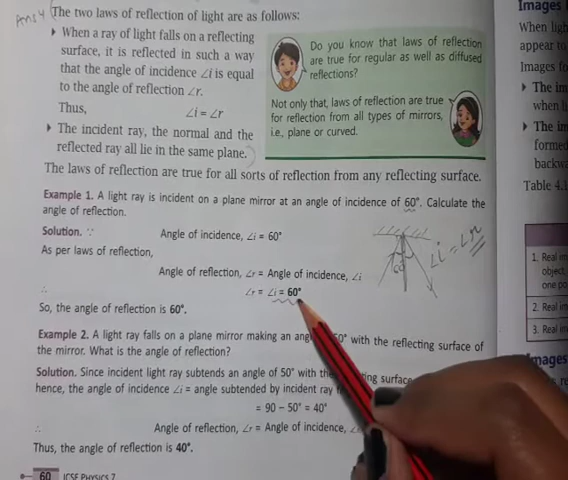 Ans 4
The two laws of reflection of light are as follows:
When a ray of light falls on a reflecting
surface, it is reflected in such a way
that the angle of incidence ∠i is equal
to the angle of reflection ∠r.
Thus, ∠i = ∠r
The incident ray, the normal and the
reflected ray all lie in the same plane.
Do you know that laws of reflection
are true for regular as well as diffused
reflections?
Not only that, laws of reflection are true
for reflection from all types of mirrors,
i.e., plane or curved.
The laws of reflection are true for all sorts of reflection from any reflecting surface.
Example 1. A light ray is incident on a plane mirror at an angle of incidence of 60°. Calculate the
angle of reflection.
Solution. ∵ Angle of incidence, ∠i = 60°
As per laws of reflection,
Angle of reflection, ∠r = Angle of incidence, ∠i
∴ ∠r = ∠i = 60°
So, the angle of reflection is 60°.
60
∠i = ∠r
Example 2. A light ray falls on a plane mirror making an 50° with the reflecting surface of
the mirror. What is the angle of reflection?
Solution. Since incident ray subtends an angle of 50° with the surface
hence, the angle of incidence ∠i = angle subtended by incident ray
= 90 – 50° = 40°
∴ Angle of reflection, ∠r = Angle of incidence,
Thus, the angle of reflection is 40°.
60 ICSE PHYSICS 7
Images
When ligh
appear to
Images fo
The im
when
The im
formed
backwa
Table 4.
1. Real im
object
one po
2. Real im
3. Real im
Images